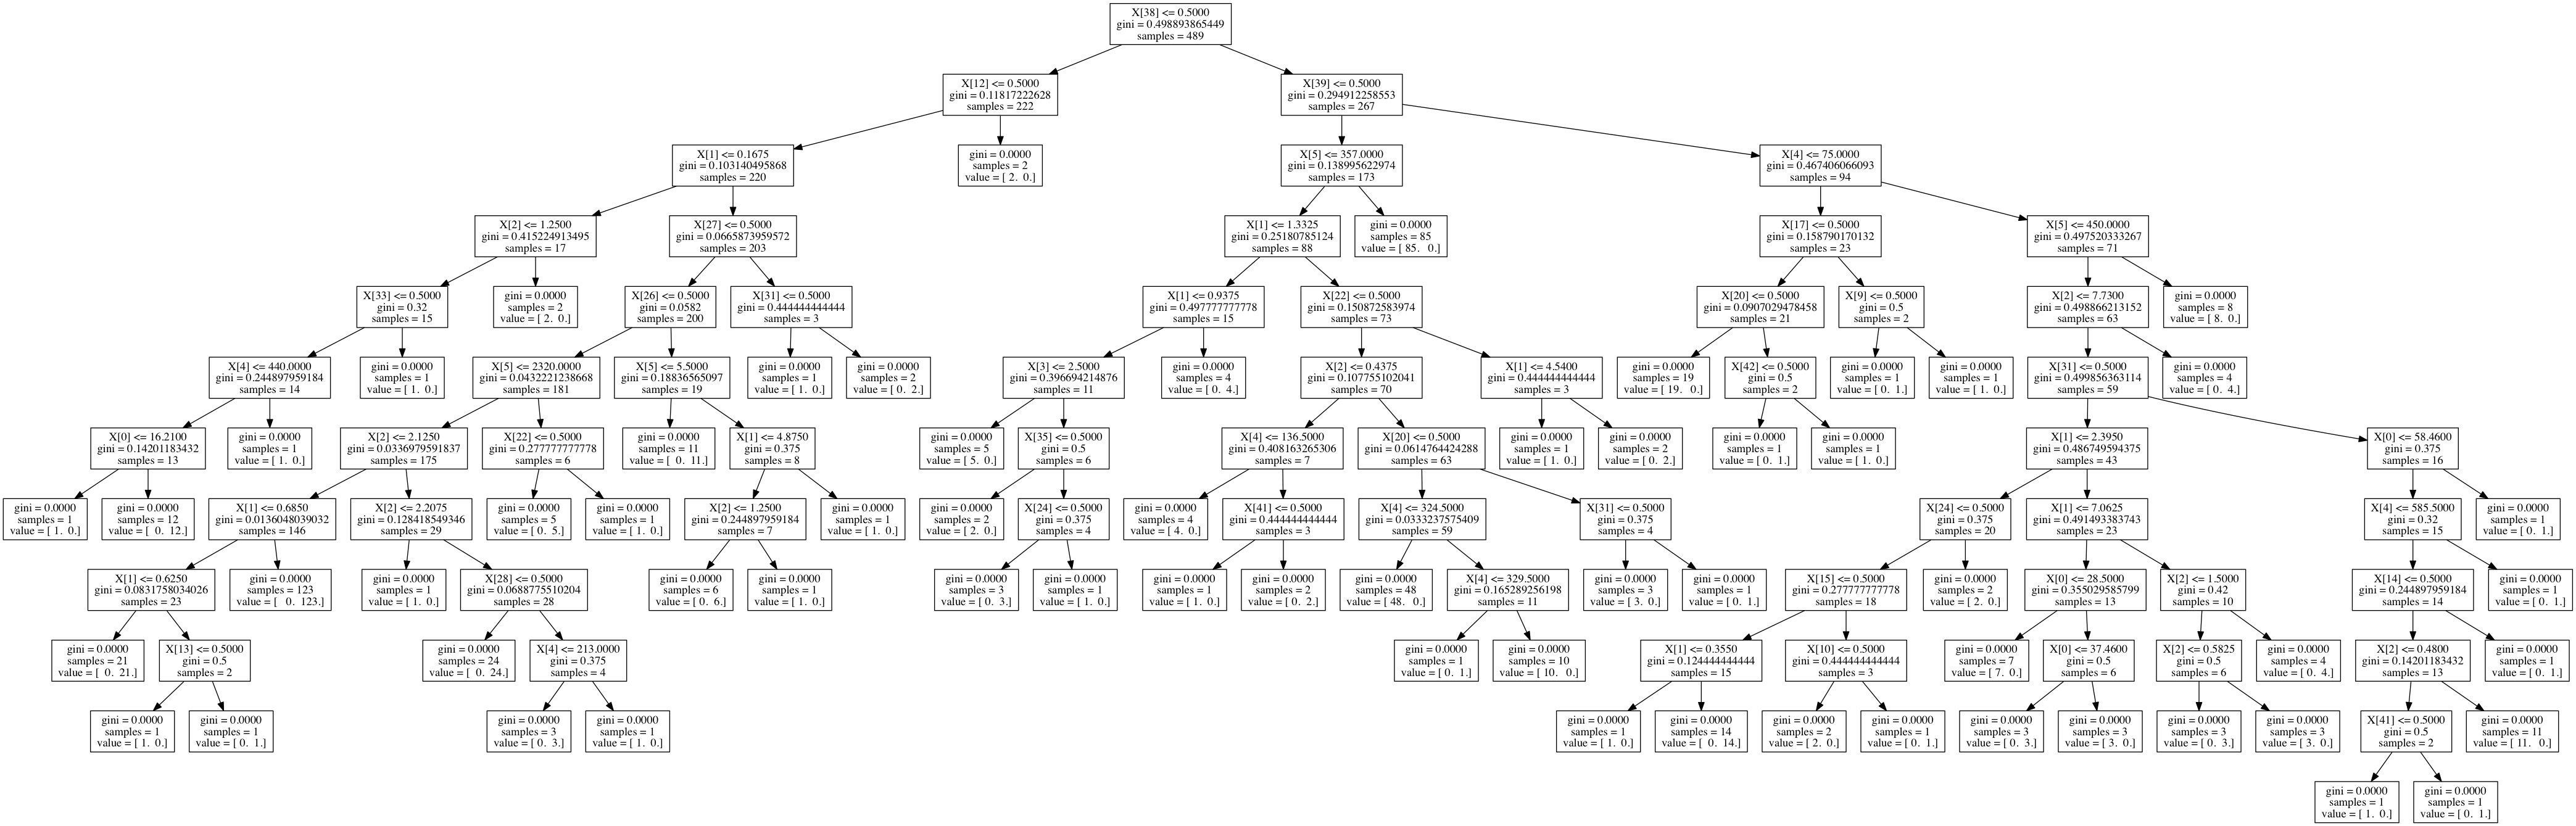 X[38] <= 0.5000
gini = 0.498893865449
samples = 489
X[12] <= 0.5000
gini = 0.11817222628
samples = 222
X[39] <= 0.5000
gini = 0.294912258553
samples = 267
X[1] <= 0.1675
gini = 0.103140495868
samples = 220
gini = 0.0000
samples = 2
value = [ 2. 0.]
X[5] <= 357.0000
gini = 0.138995622974
samples = 173
X[4] <= 75.0000
gini = 0.467406066093
samples = 94
X[2] <= 1.2500
gini = 0.415224913495
samples = 17
X[27] <= 0.5000
gini = 0.0665873959572
samples = 203
X[1] <= 1.3325
gini = 0.25180785124
samples = 88
gini = 0.0000
samples = 85
value = [ 85. 0.]
X[17] <= 0.5000
gini = 0.158790170132
samples = 23
X[5] <= 450.0000
gini = 0.497520333267
samples = 71
X[33] <= 0.5000
gini = 0.32
samples = 15
gini = 0.0000
samples = 2
value = [ 2. 0.]
X[26] <= 0.5000
gini = 0.0582
samples = 200
X[31] <= 0.5000
gini = 0.444444444444
samples = 3
X[1] <= 0.9375
gini = 0.497777777778
samples = 15
X[22] <= 0.5000
gini = 0.150872583974
samples = 73
X[20] <= 0.5000
gini = 0.0907029478458
samples = 21
X[9] <= 0.5000
gini = 0.5
samples = 2
X[2] <= 7.7300
gini = 0.498866213152
samples = 63
gini = 0.0000
samples = 8
value = [ 8. 0.]
X[4] <= 440.0000
gini = 0.244897959184
samples = 14
gini = 0.0000
samples = 1
value = [ 1. 0.]
X[5] <= 2320.0000
gini = 0.0432221238668
samples = 181
X[5] <= 5.5000
gini = 0.18836565097
samples = 19
gini = 0.0000
samples = 1
value = [ 1. 0.]
gini = 0.0000
samples = 2
value = [ 0. 2.]
X[3] <= 2.5000
gini = 0.396694214876
samples = 11
gini = 0.0000
samples = 4
value = [ 0. 4.]
X[2] <= 0.4375
gini = 0.107755102041
samples = 70
X[1] <= 4.5400
gini = 0.444444444444
samples = 3
gini = 0.0000
samples = 19
value = [ 19. 0.]
X[42] <= 0.5000
gini = 0.5
samples = 2
gini = 0.0000
samples = 1
value = [ 0. 1.]
gini = 0.0000
samples = 1
value = [ 1. 0.]
X[31] <= 0.5000
gini = 0.499856363114
samples = 59
gini = 0.0000
samples = 4
value = [ 0. 4.]
X[0] <= 16.2100
gini = 0.14201183432
samples = 13
gini = 0.0000
samples = 1
value = [ 1. 0.]
X[2] <= 2.1250
gini = 0.0336979591837
samples = 175
X[22] <= 0.5000
gini = 0.277777777778
samples = 6
gini = 0.0000
samples = 11
value = [ 0. 11.]
X[1] <= 4.8750
gini = 0.375
samples = 8
gini = 0.0000
samples = 5
value = [ 5. 0.]
X[35] <= 0.5000
gini = 0.5
samples = 6
X[4] <= 136.5000
gini = 0.408163265306
samples = 7
X[20] <= 0.5000
gini = 0.0614764424288
samples = 63
gini = 0.0000
samples = 1
value = [ 1. 0.]
gini = 0.0000
samples = 2
value = [ 0. 2.]
gini = 0.0000
samples = 1
value = [ 0. 1.]
gini = 0.0000
samples = 1
value = [ 1. 0.]
X[1] <= 2.3950
gini = 0.486749594375
samples = 43
X[0] <= 58.4600
gini = 0.375
samples = 16
gini = 0.0000
samples = 1
value = [ 1. 0.]
gini = 0.0000
samples = 12
value = [ 0. 12.]
X[1] <= 0.6850
gini = 0.0136048039032
samples = 146
X[2] <= 2.2075
gini = 0.128418549346
samples = 29
gini = 0.0000
samples = 5
value = [ 0. 5.]
gini = 0.0000
samples = 1
value = [ 1. 0.]
X[2] <= 1.2500
gini = 0.244897959184
samples = 7
gini = 0.0000
samples = 1
value = [ 1. 0.]
gini = 0.0000
samples = 2
value = [ 2. 0.]
X[24] <= 0.5000
gini = 0.375
samples = 4
gini = 0.0000
samples = 4
value = [ 4. 0.]
X[41] <= 0.5000
gini = 0.444444444444
samples = 3
X[4] <= 324.5000
gini = 0.0333237575409
samples = 59
X[31] <= 0.5000
gini = 0.375
samples = 4
X[24] <= 0.5000
gini = 0.375
samples = 20
X[1] <= 7.0625
gini = 0.491493383743
samples = 23
X[4] <= 585.5000
gini = 0.32
samples = 15
gini = 0.0000
samples = 1
value = [ 0. 1.]
X[1] <= 0.6250
gini = 0.0831758034026
samples = 23
gini = 0.0000
samples = 123
value = [ 0. 123.]
gini = 0.0000
samples = 1
value = [ 1. 0.]
X[28] <= 0.5000
gini = 0.0688775510204
samples = 28
gini = 0.0000
samples = 6
value = [ 0. 6.]
gini = 0.0000
samples = 1
value = [ 1. 0.]
gini = 0.0000
samples = 3
value = [ 0. 3.]
gini = 0.0000
samples = 1
value = [ 1. 0.]
gini = 0.0000
samples = 1
value = [ 1. 0.]
gini = 0.0000
samples = 2
value = [ 0. 2.]
gini = 0.0000
samples = 48
value = [ 48. 0.]
X[4] <= 329.5000
gini = 0.165289256198
samples = 11
gini = 0.0000
samples = 3
value = [ 3. 0.]
gini = 0.0000
samples = 1
value = [ 0. 1.]
X[15] <= 0.5000
gini = 0.277777777778
samples = 18
gini = 0.0000
samples = 2
value = [ 2. 0.]
X[0] <= 28.5000
gini = 0.355029585799
samples = 13
X[2] <= 1.5000
gini = 0.42
samples = 10
X[14] <= 0.5000
gini = 0.244897959184
samples = 14
gini = 0.0000
samples = 1
value = [ 0. 1.]
gini = 0.0000
samples = 21
value = [ 0. 21.]
X[13] <= 0.5000
gini = 0.5
samples = 2
gini = 0.0000
samples = 24
value = [ 0. 24.]
X[4] <= 213.0000
gini = 0.375
samples = 4
gini = 0.0000
samples = 1
value = [ 0. 1.]
gini = 0.0000
samples = 10
value = [ 10. 0.]
X[1] <= 0.3550
gini = 0.124444444444
samples = 15
X[10] <= 0.5000
gini = 0.444444444444
samples = 3
gini = 0.0000
samples = 7
value = [ 7. 0.]
X[0] <= 37.4600
gini = 0.5
samples = 6
X[2] <= 0.5825
gini = 0.5
samples = 6
gini = 0.0000
samples = 4
value = [ 0. 4.]
X[2] <= 0.4800
gini = 0.14201183432
samples = 13
gini = 0.0000
samples = 1
value = [ 0. 1.]
gini = 0.0000
samples = 1
value = [ 1. 0.]
gini = 0.0000
samples = 1
value = [ 0. 1.]
gini = 0.0000
samples = 3
value = [ 0. 3.]
gini = 0.0000
samples = 1
value = [ 1. 0.]
gini = 0.0000
samples = 1
value = [ 1. 0.]
gini = 0.0000
samples = 14
value = [ 0. 14.]
gini = 0.0000
samples = 2
value = [ 2. 0.]
gini = 0.0000
samples = 1
value = [ 0. 1.]
gini = 0.0000
samples = 3
value = [ 0. 3.]
gini = 0.0000
samples = 3
value = [ 3. 0.]
gini = 0.0000
samples = 3
value = [ 0. 3.]
gini = 0.0000
samples = 3
value = [ 3. 0.]
X[41] <= 0.5000
gini = 0.5
samples = 2
gini = 0.0000
samples = 11
value = [ 11. 0.]
gini = 0.0000
samples = 1
value = [ 1. 0.]
gini = 0.0000
samples = 1
value = [ 0. 1.]